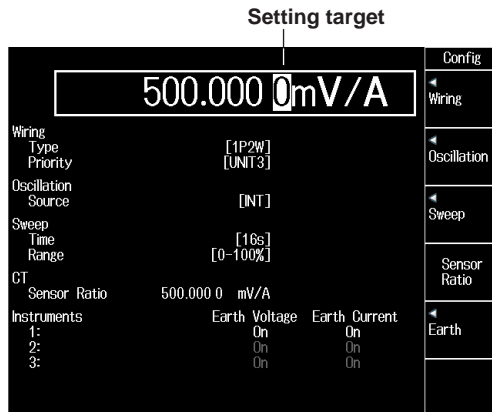 Setting target
500.000 0mV/A
Wiring
Type [1P2W]
Priority [UNIT3]
Oscillation
Source [INT]
Sweep
Time [16s]
Range [0-100%]
CT
Sensor Ratio 500.000 0 mV/A
Instruments Earth Voltage Earth Current
1: On On
2: On On
3: On On
Config
Wiring
Oscillation
Sweep
Sensor
Ratio
Earth